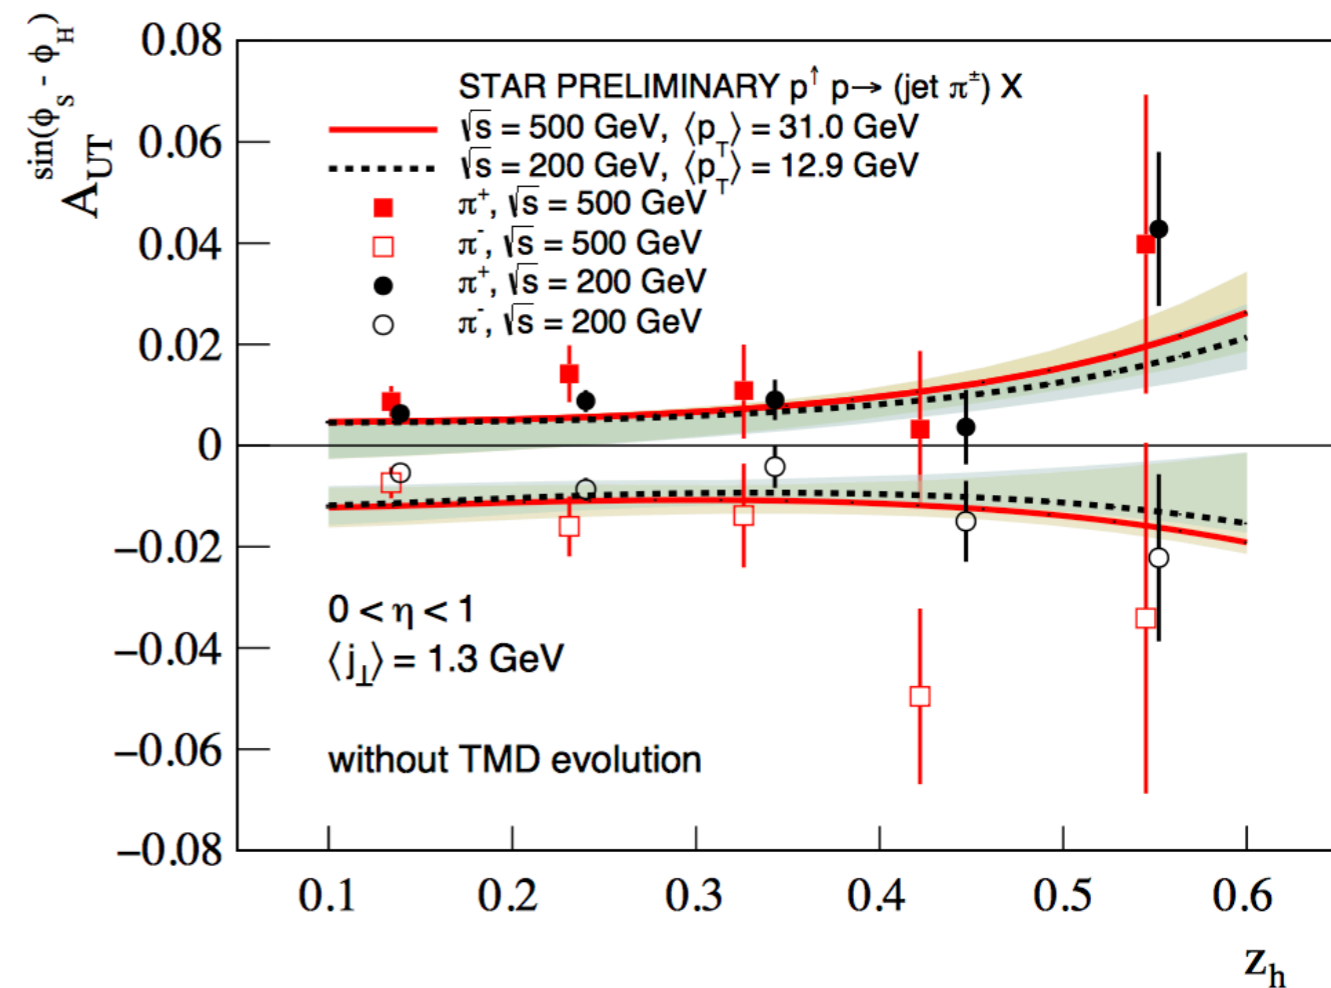 A_UT^sin(ϕ_S - ϕ_H)
0.08
0.06
0.04
0.02
0
−0.02
−0.04
−0.06
−0.08
STAR PRELIMINARY p↑ p→ (jet π±) X
√s = 500 GeV, ⟨p_T⟩ = 31.0 GeV
√s = 200 GeV, ⟨p_T⟩ = 12.9 GeV
π+, √s = 500 GeV
π-, √s = 500 GeV
π+, √s = 200 GeV
π-, √s = 200 GeV
0 < η < 1
⟨j_⊥⟩ = 1.3 GeV
without TMD evolution
0.1 0.2 0.3 0.4 0.5 0.6
z_h